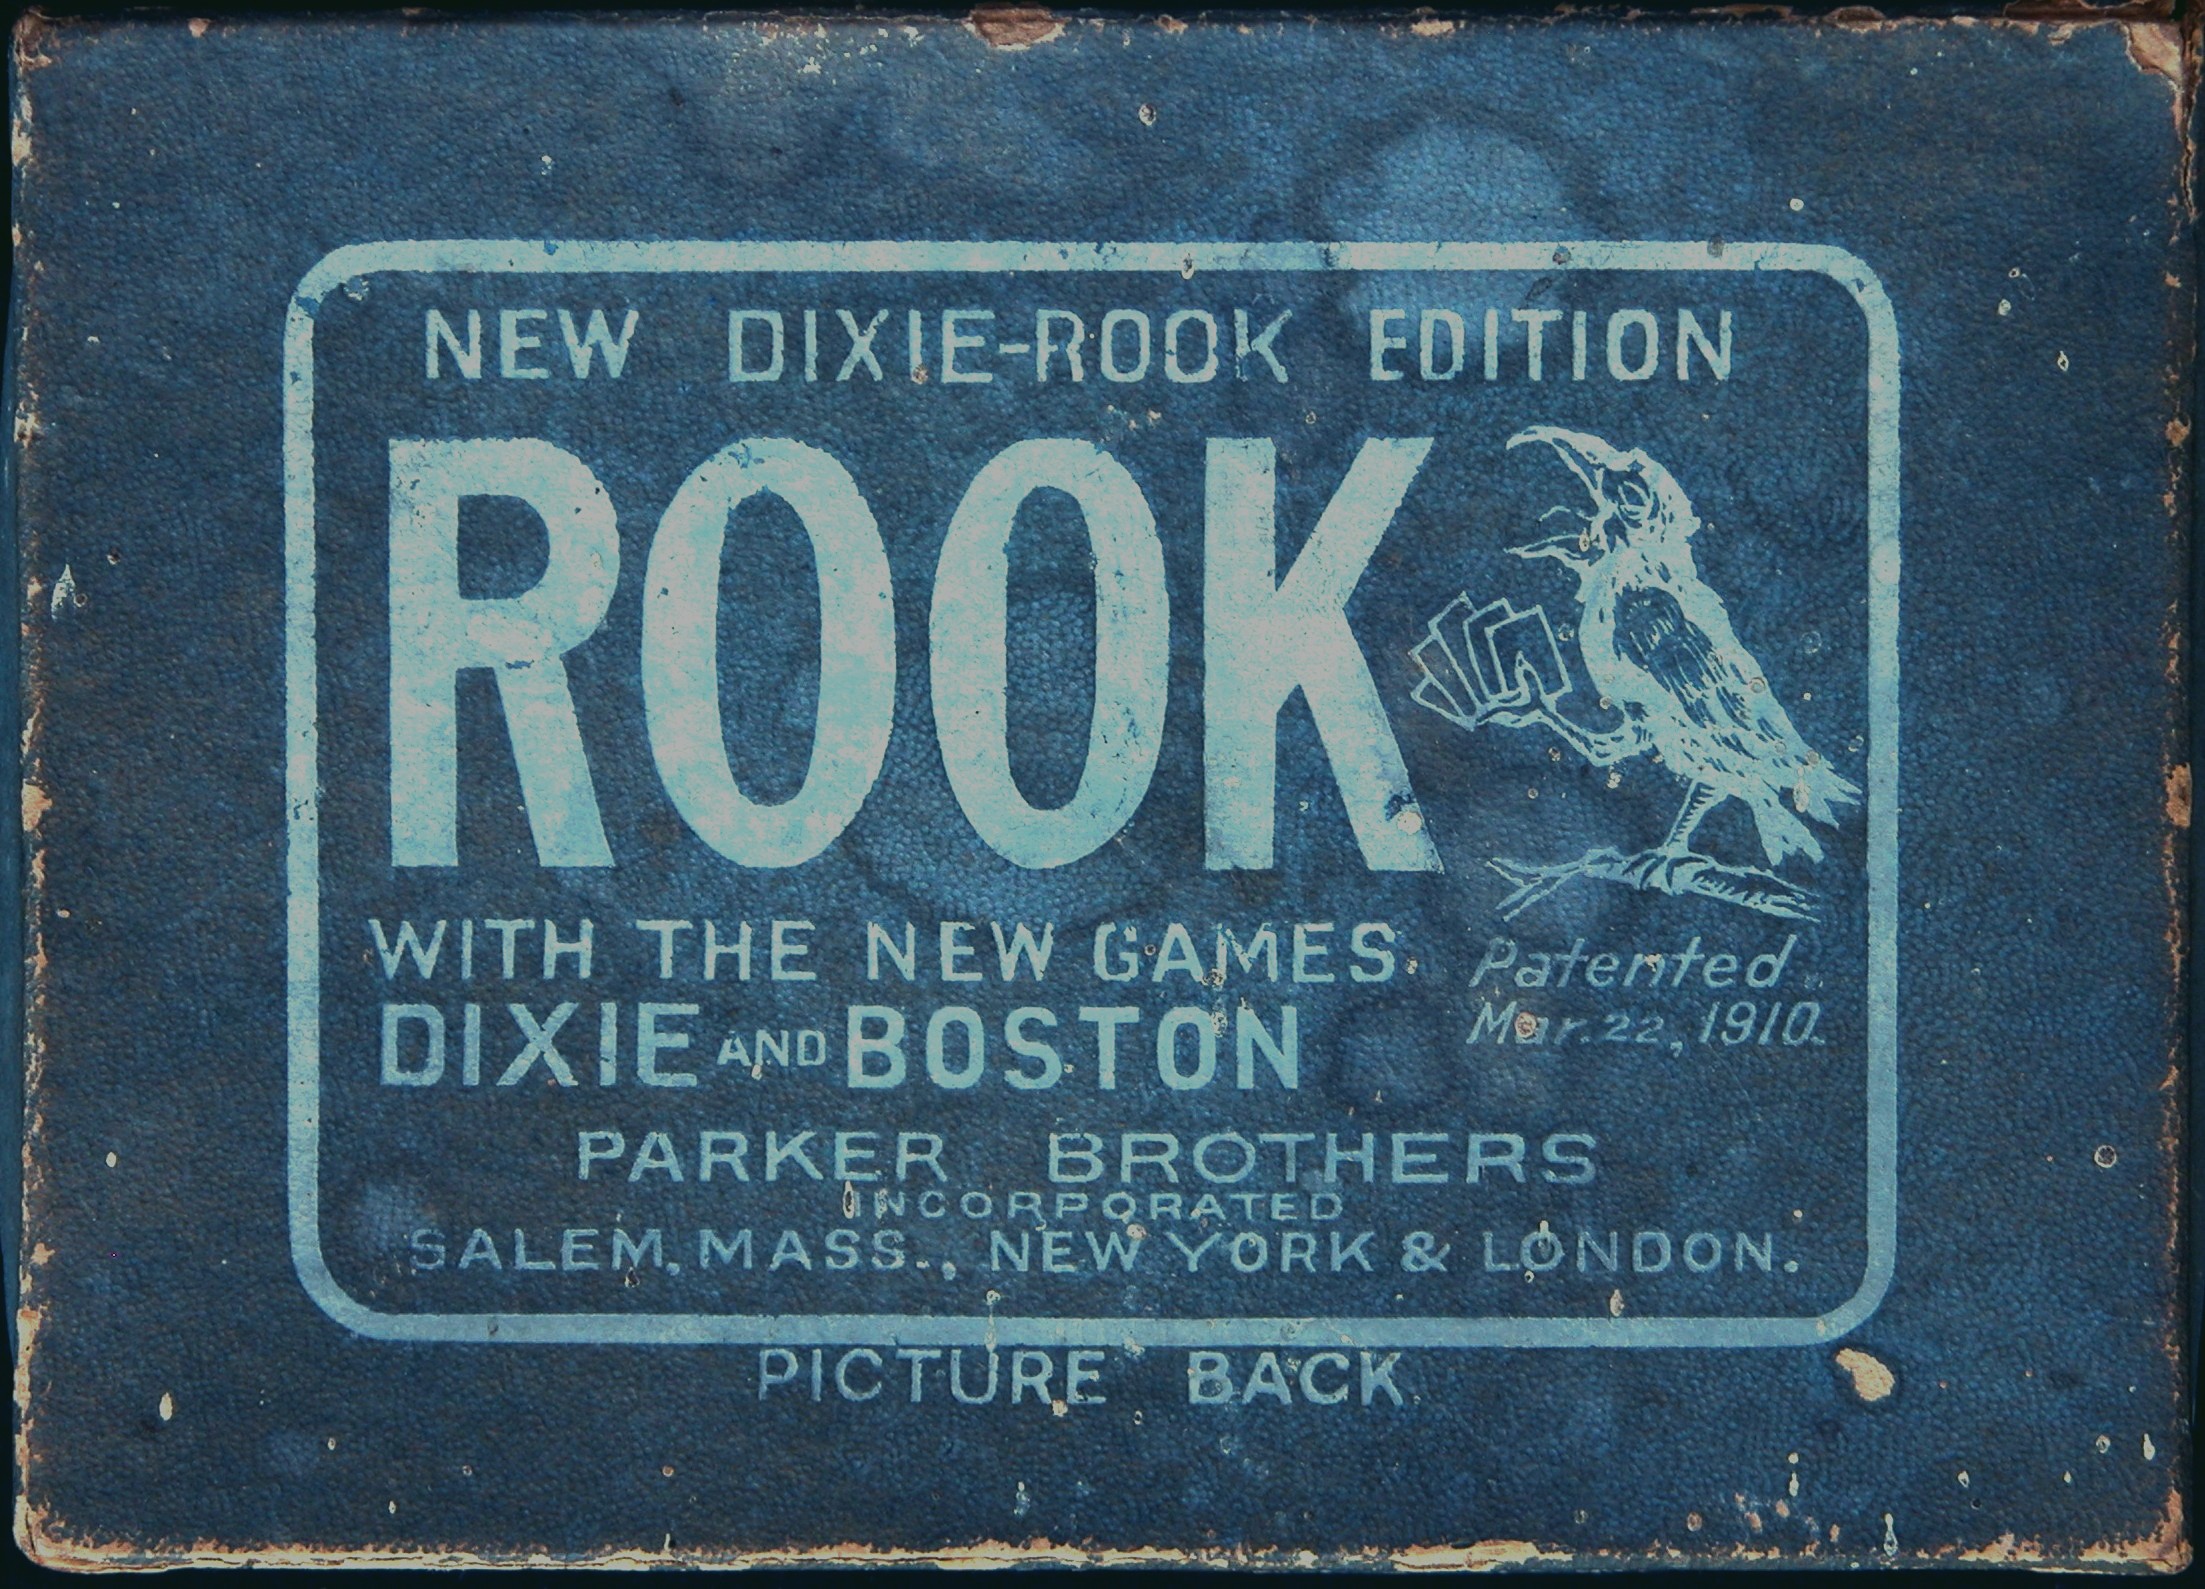 NEW DIXIE-ROOK EDITION
ROOK
WITH THE NEW GAMES
DIXIE AND BOSTON
Patented
Mar. 22, 1910.
PARKER BROTHERS
INCORPORATED
SALEM, MASS., NEW YORK & LONDON.
PICTURE BACK